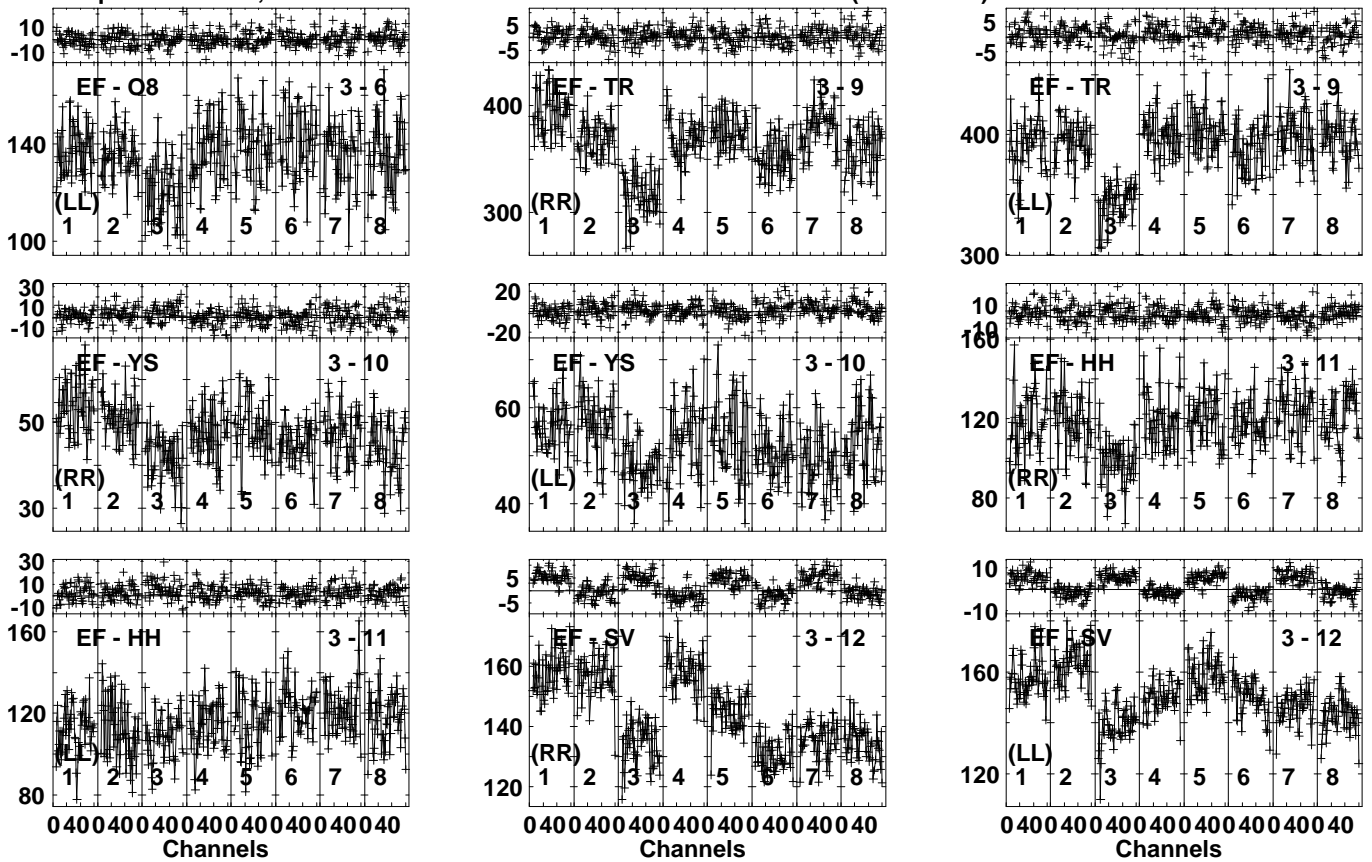 10 5 5
-10 -5 -5
EF - Q8 3 - 6 EF - TR 3 - 9 EF - TR 3 - 9
140 400 400
(LL) (RR) (LL)
1 2 3 4 5 6 7 8 300 1 2 3 4 5 6 7 8 1 2 3 4 5 6 7 8
100 300
30 20 10
10 0 -10
-10 -20 160
EF - YS 3 - 10 EF - YS 3 - 10 EF - HH 3 - 11
50 60 120
(RR) (LL) (RR)
30 1 2 3 4 5 6 7 8 40 1 2 3 4 5 6 7 8 80 1 2 3 4 5 6 7 8
30 5 10
10 -5 -10
-10
160 EF - HH 3 - 11 EF - SV 3 - 12 EF - SV 3 - 12
120 160 160
140
(LL) (RR) (LL)
80 1 2 3 4 5 6 7 8 120 1 2 3 4 5 6 7 8 120 1 2 3 4 5 6 7 8
0 40 0 40 0 40 0 40 0 40 0 40 0 40 0 40 0 40 0 40 0 40 0 40 0 40 0 40 0 40 0 40 0 40 0 40 0 40 0 40 0 40 0 40 0 40 0 40
Channels Channels Channels